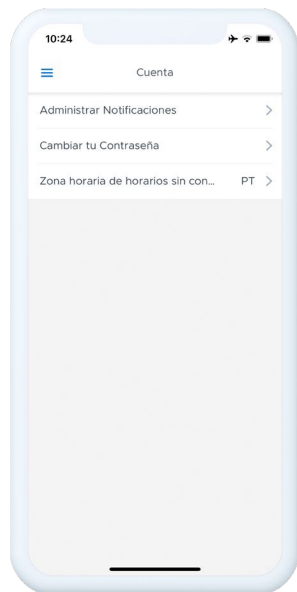 10:24
Cuenta
Administrar Notificaciones
Cambiar tu Contraseña
Zona horaria de horarios sin con... PT